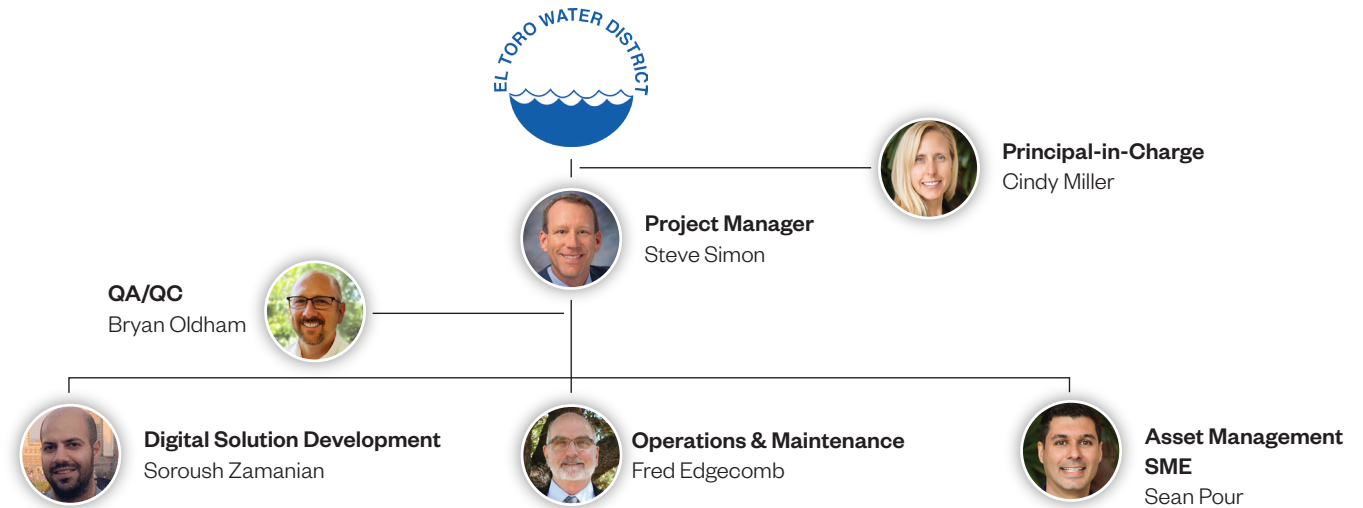 EL TORO WATER DISTRICT
Principal-in-Charge
Cindy Miller
Project Manager
Steve Simon
QA/QC
Bryan Oldham
Digital Solution Development
Soroush Zamanian
Operations & Maintenance
Fred Edgecomb
Asset Management
SME
Sean Pour